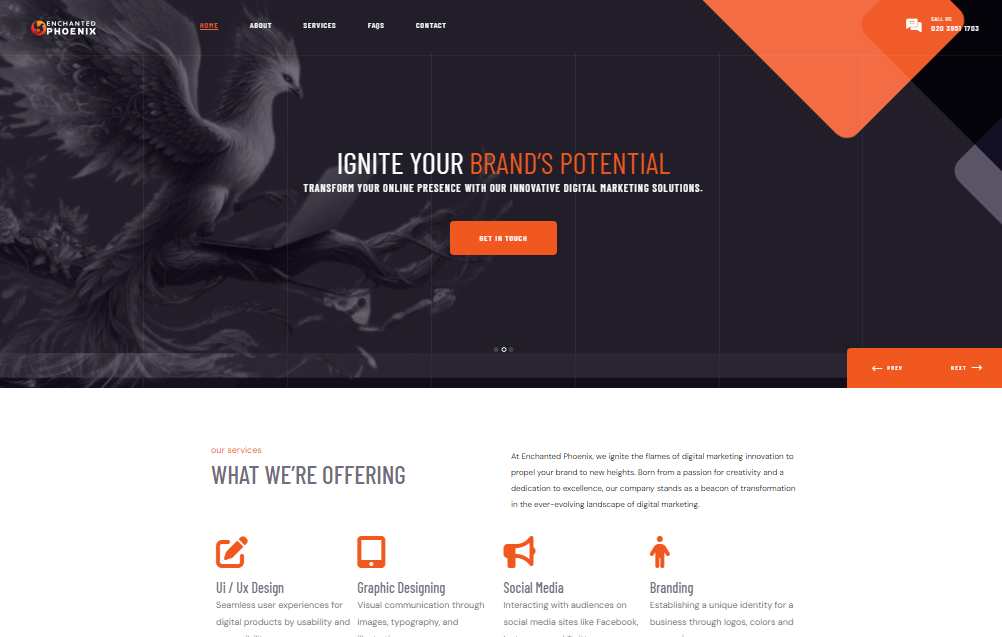 ENCHANTED
PHOENIX
HOME
ABOUT
SERVICES
FAQS
CONTACT
CALL US
020 3951 1703
IGNITE YOUR BRAND'S POTENTIAL
TRANSFORM YOUR ONLINE PRESENCE WITH OUR INNOVATIVE DIGITAL MARKETING SOLUTIONS.
GET IN TOUCH
PREV
NEXT
our services
WHAT WE'RE OFFERING
At Enchanted Phoenix, we ignite the flames of digital marketing innovation to
propel your brand to new heights. Born from a passion for creativity and a
dedication to excellence, our company stands as a beacon of transformation
in the ever-evolving landscape of digital marketing.
Ui / Ux Design
Seamless user experiences for
digital products by usability and
Graphic Designing
Visual communication through
images, typography, and
Social Media
Interacting with audiences on
social media sites like Facebook,
Branding
Establishing a unique identity for a
business through logos, colors and